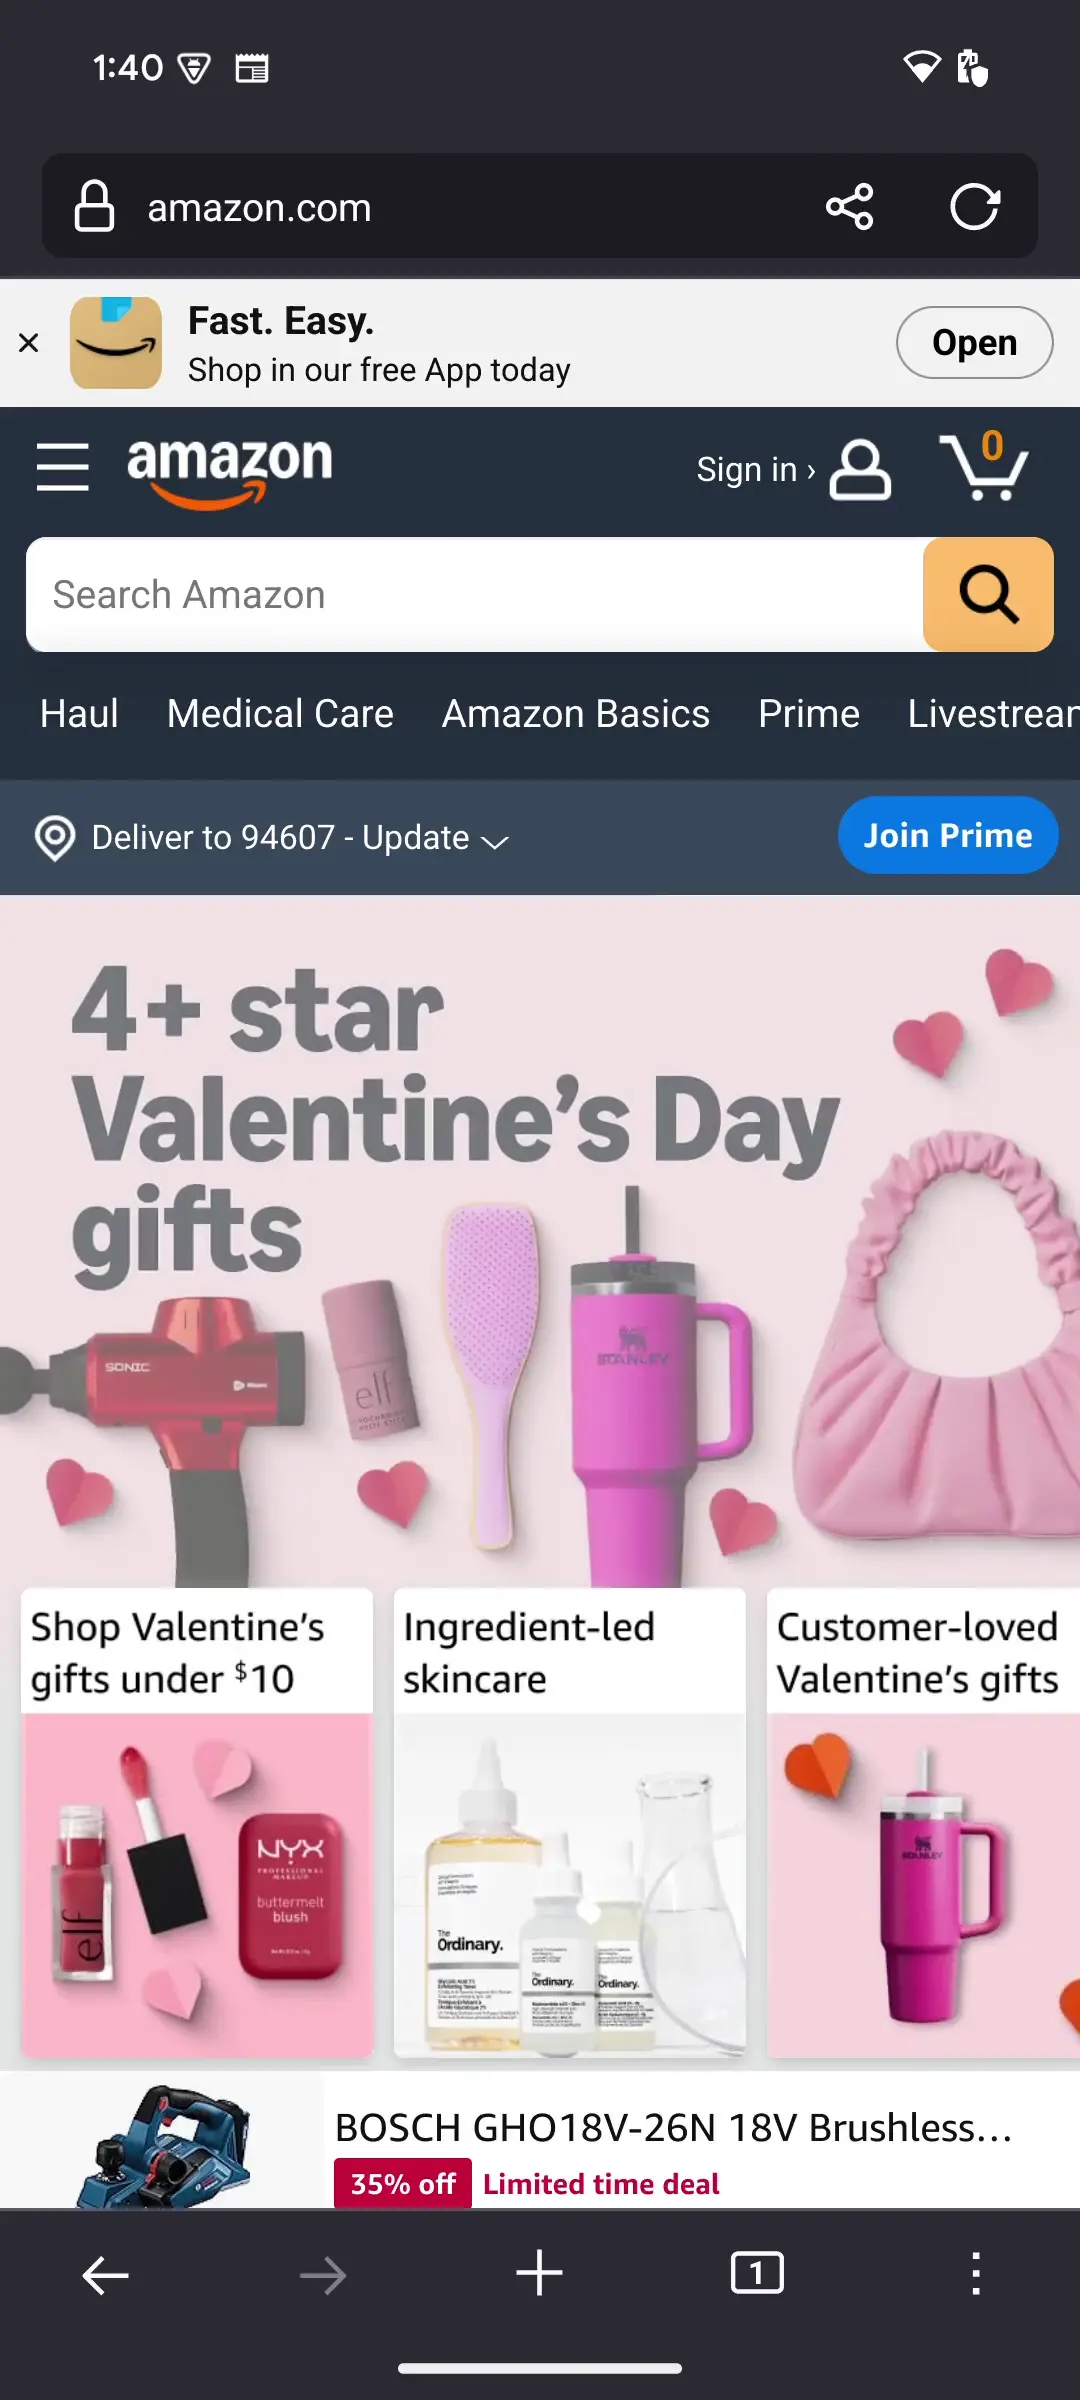 1:40
amazon.com
Fast. Easy.
Shop in our free App today
Open
amazon
Sign in ›
0
Search Amazon
Haul Medical Care Amazon Basics Prime Livestrear
Deliver to 94607 - Update
Join Prime
4+ star
Valentine's Day
gifts
SONIC
elf
STANLEY
Shop Valentine's
gifts under $10
Ingredient-led
skincare
Customer-loved
Valentine's gifts
elf
NYX
PROFESSIONAL
MAKEUP
buttermelt
blush
The
Ordinary.
Ordinary.
Ordinary.
STANLEY
BOSCH GHO18V-26N 18V Brushless...
35% off
Limited time deal
1